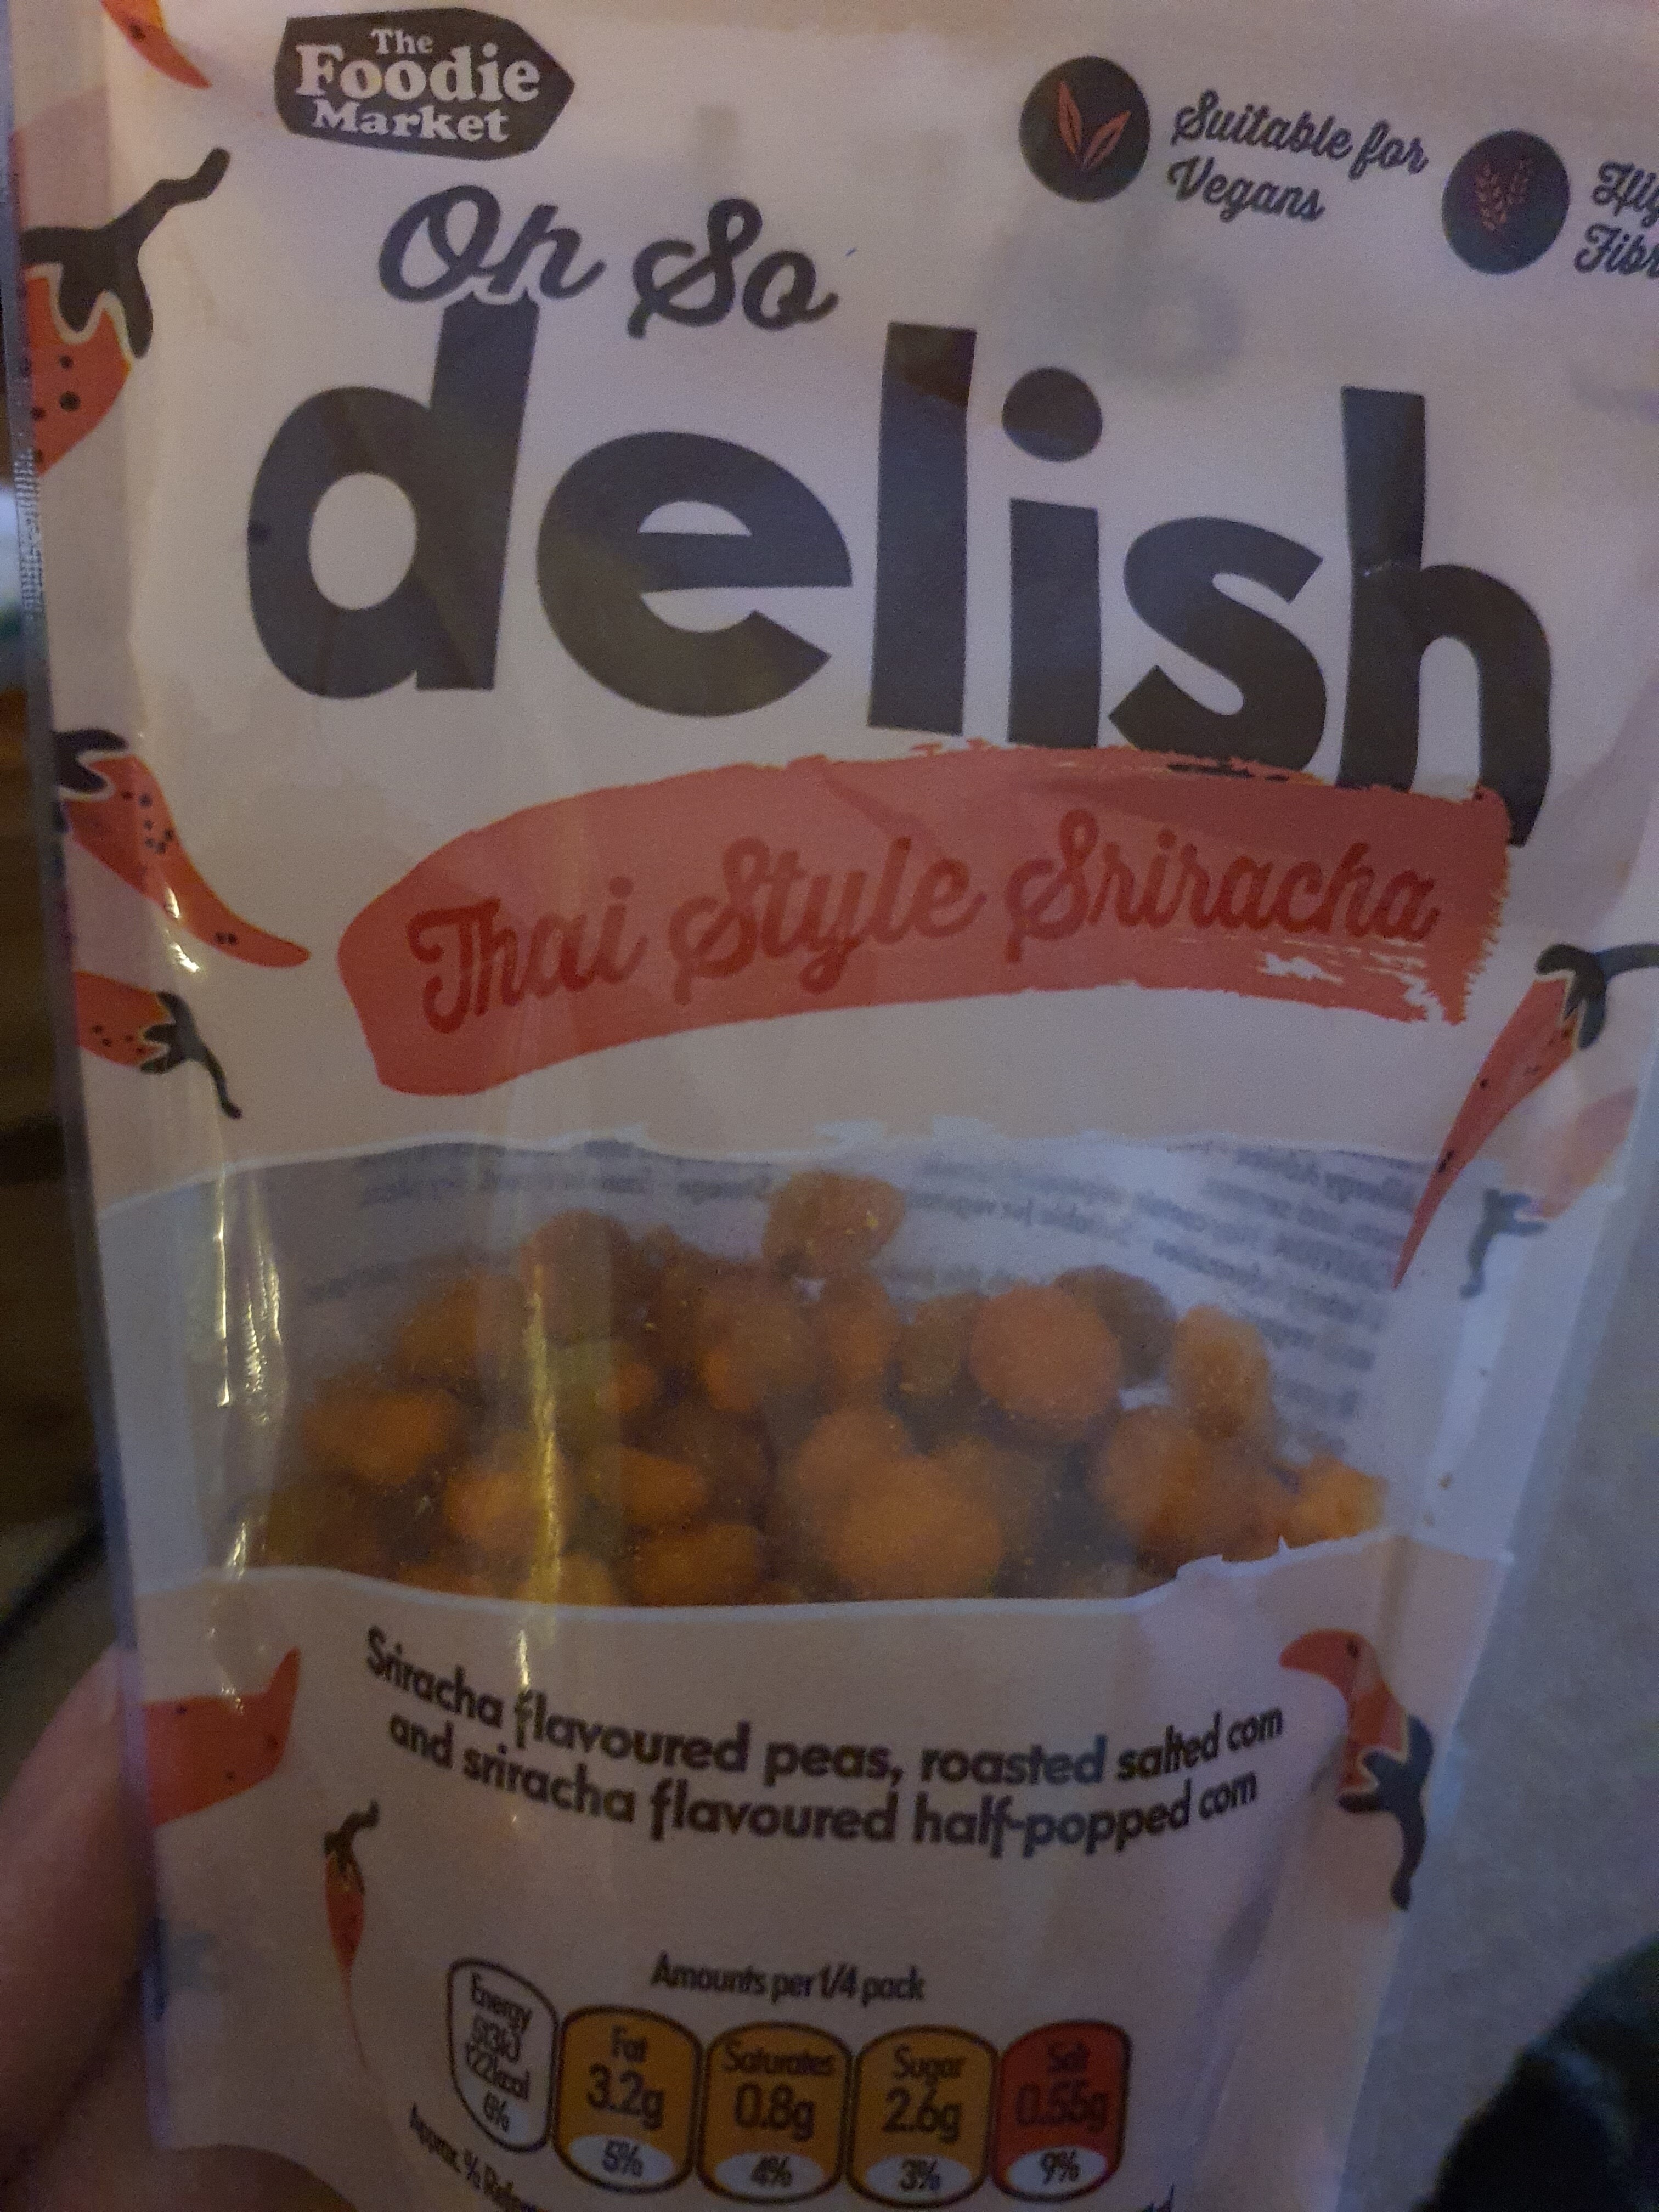 The
Foodie
Market
Suitable for
Vegans
Oh So
delish
Thai Style Sriracha
Sriracha flavoured peas, roasted salted corn
and sriracha flavoured half-popped corn
Amounts per 1/4 pack
Energy
513kJ
122kcal
6%
Fat
3.2g
5%
Saturates
0.8g
4%
Sugar
2.6g
3%
Salt
0.55g
9%
Approx. %